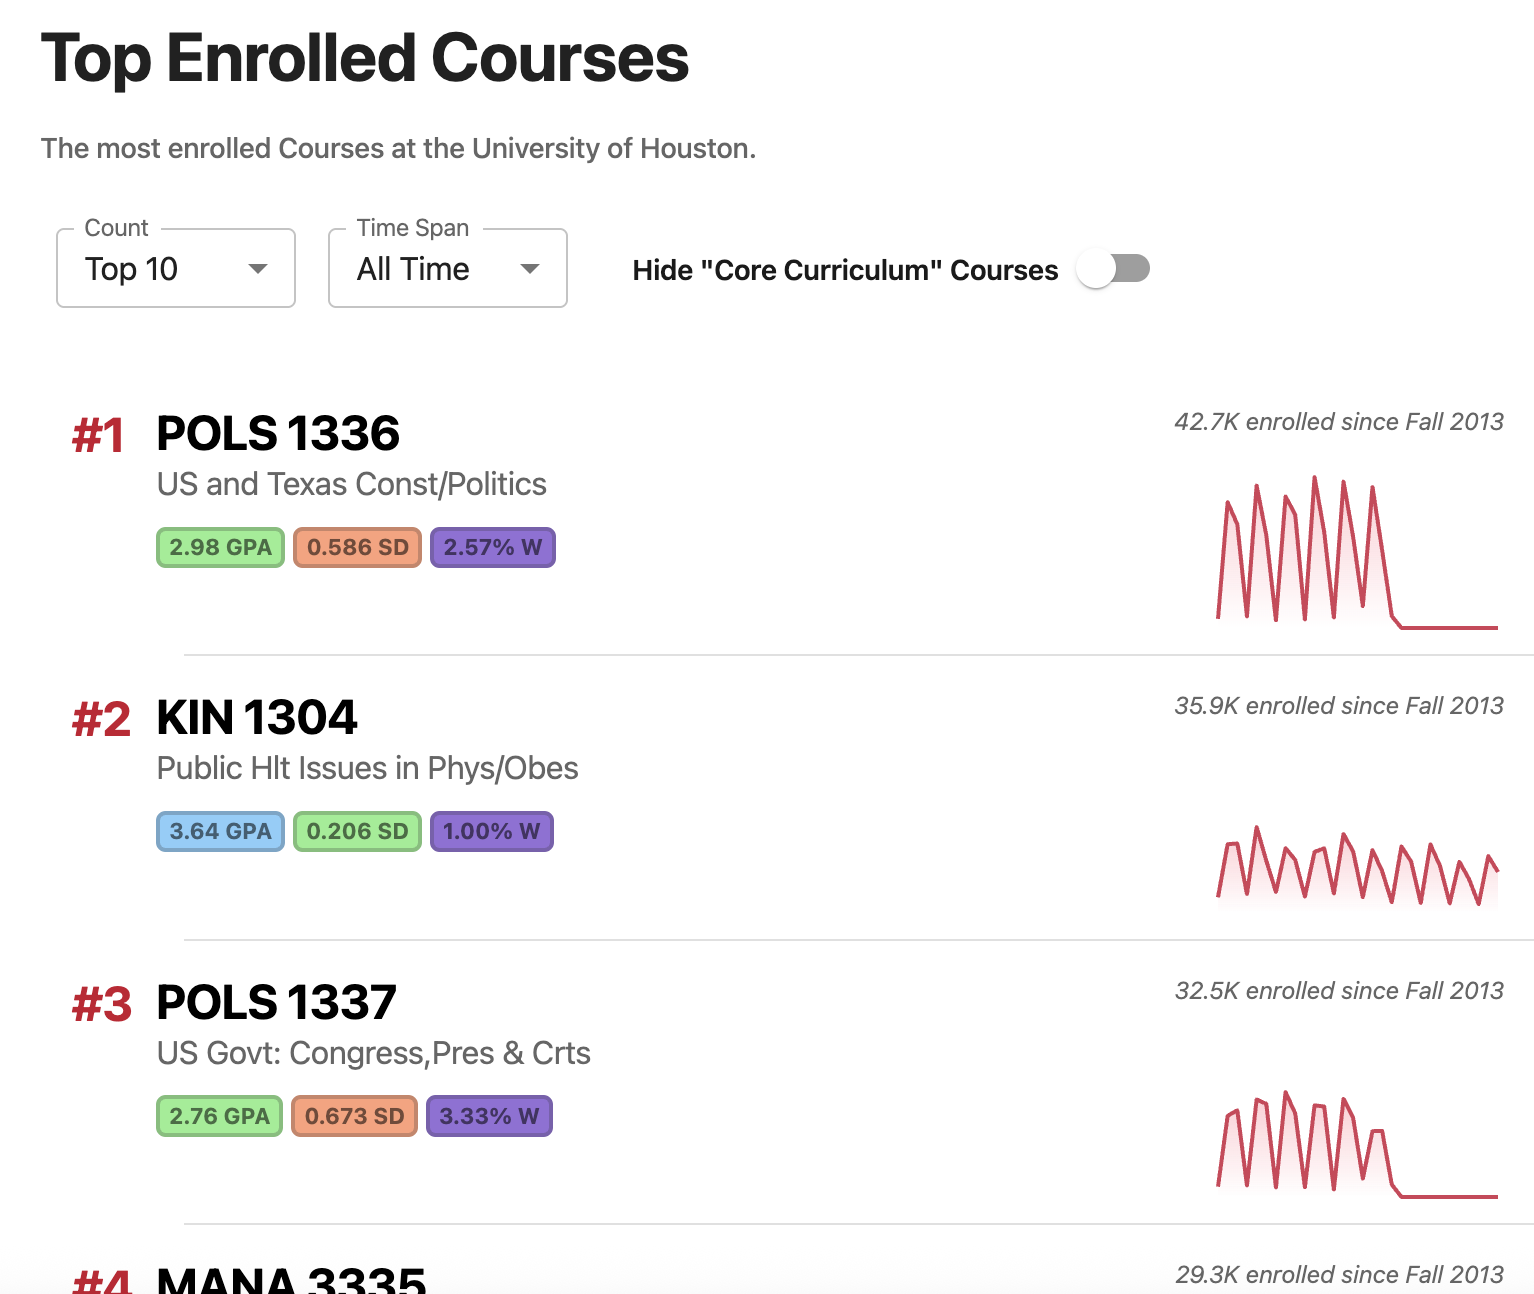 Top Enrolled Courses
The most enrolled Courses at the University of Houston.
Count
Top 10
Time Span
All Time
Hide "Core Curriculum" Courses
#1 POLS 1336
42.7K enrolled since Fall 2013
US and Texas Const/Politics
2.98 GPA 0.586 SD 2.57% W
#2 KIN 1304
35.9K enrolled since Fall 2013
Public Hlt Issues in Phys/Obes
3.64 GPA 0.206 SD 1.00% W
#3 POLS 1337
32.5K enrolled since Fall 2013
US Govt: Congress,Pres & Crts
2.76 GPA 0.673 SD 3.33% W
#4 MANA 3335
29.3K enrolled since Fall 2013